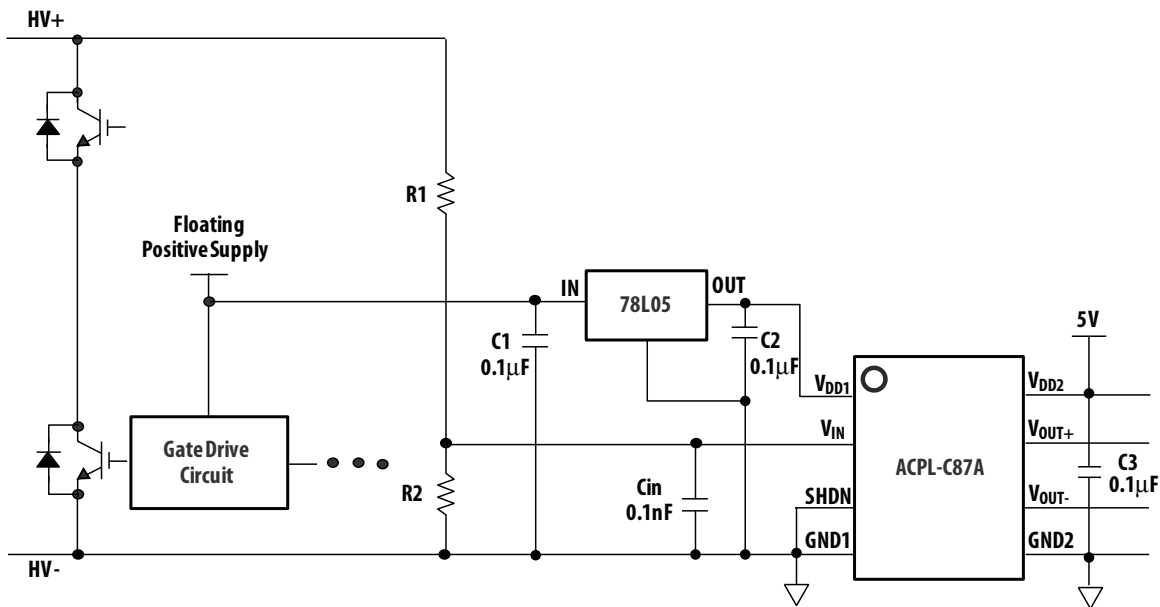 HV+
R1
Floating
Positive Supply
IN
78L05
OUT
C1
0.1μF
C2
0.1μF
5V
VDD1
VDD2
VIN
VOUT+
Gate Drive
Circuit
ACPL-C87A
C3
0.1μF
R2
Cin
0.1nF
SHDN
VOUT-
GND1
GND2
HV-